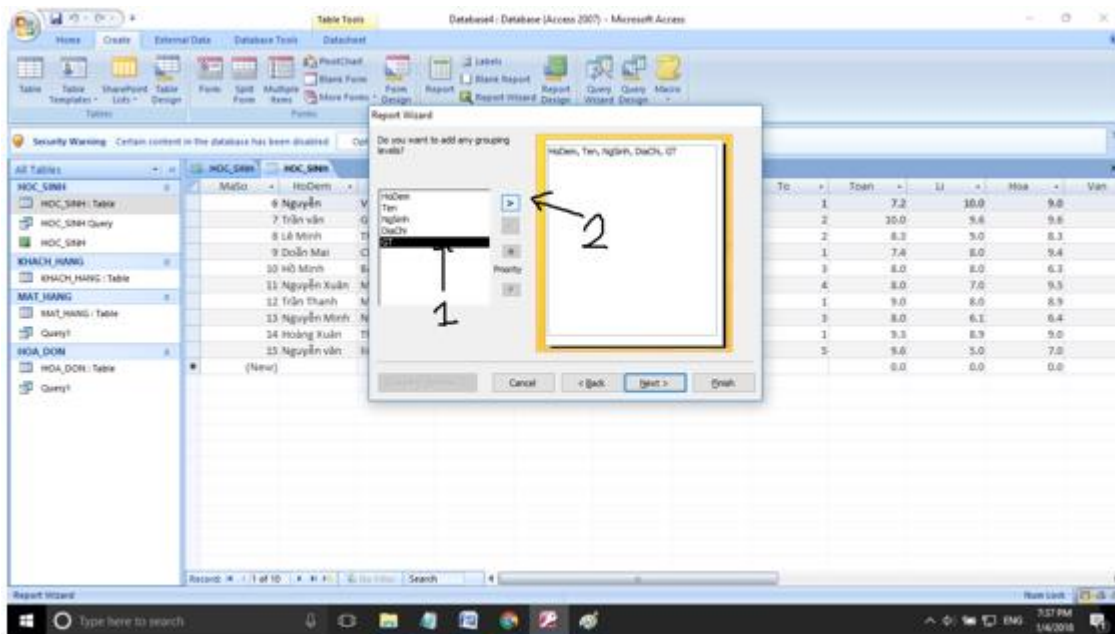 Table Tools
Database4 : Database (Access 2007) - Microsoft Access
Home Create External Data Database Tools Datasheet
PivotChart
Labels
Blank Form
Blank Report
More Forms
Report Wizard
Table
Table Templates
SharePoint Lists
Table Design
Form
Split Form
Multiple Items
Form Design
Report
Report Design
Query Wizard
Query Design
Macro
Tables
Forms
Security Warning Certain content in the database has been disabled
Report Wizard
Do you want to add any grouping levels?
HoDem, Ten, NgSinh, DiaChi, GT
HoDem
Ten
NgSinh
DiaChi
GT
>
Priority
1
2
Cancel
< Back
Next >
Finish
All Tables
HOC_SINH
HOC_SINH : Table
HOC_SINH Query
HOC_SINH
KHACH_HANG
KHACH_HANG : Table
MAT_HANG
MAT_HANG : Table
Query1
HOA_DON
HOA_DON : Table
Query1
HOC_SINH HOC_SINH
MaSo HoDem To Toan Li Hoa Van
6 Nguyễn 1 7.2 10.0 9.0
7 Trần văn 2 10.0 9.6 9.6
8 Lê Minh 2 8.3 5.0 8.3
9 Doãn Mai 1 7.4 8.0 9.4
10 Hồ Minh 3 8.0 8.0 6.3
11 Nguyễn Xuân 4 8.0 7.0 9.5
12 Trần Thanh 1 9.0 8.0 8.9
13 Nguyễn Minh 3 8.0 6.1 6.4
14 Hoàng Xuân 1 9.3 8.9 9.0
15 Nguyễn văn 5 9.6 5.0 7.0
(New) 0.0 0.0 0.0
Record: 1 of 10 Search
Report Wizard
Num Lock
Type here to search
ENG
7:37 PM
1/4/2018